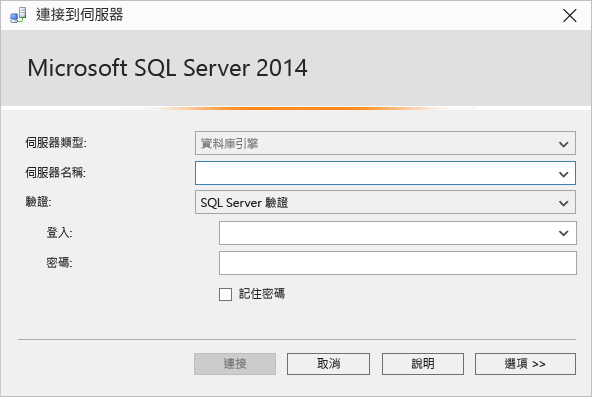 連接到伺服器
Microsoft SQL Server 2014
伺服器類型: 資料庫引擎
伺服器名稱:
驗證: SQL Server 驗證
登入:
密碼:
記住密碼
連接 取消 說明 選項 >>